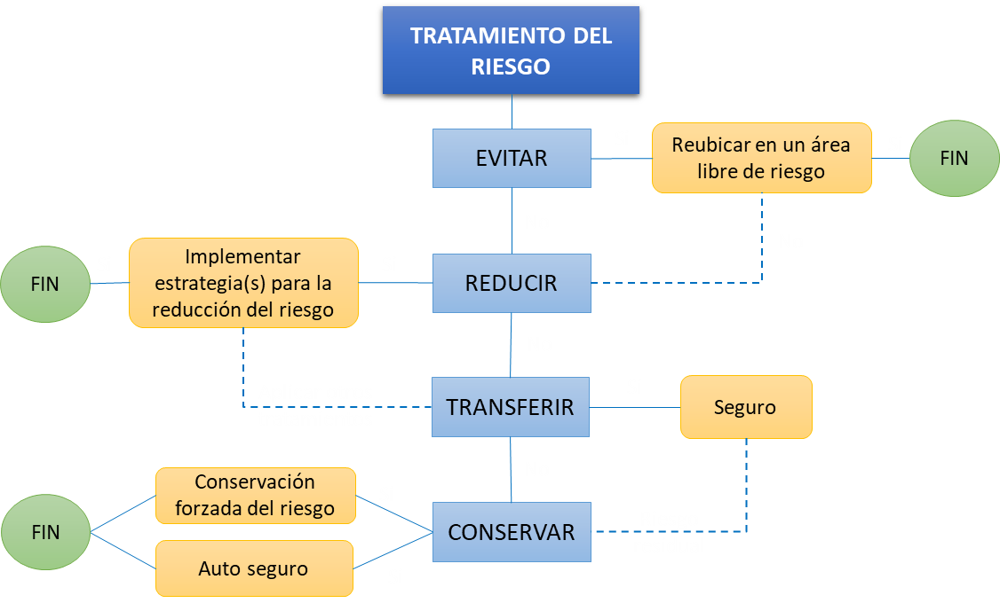 TRATAMIENTO DEL
RIESGO
EVITAR
Reubicar en un área
libre de riesgo
FIN
FIN
Implementar
estrategia(s) para la
reducción del riesgo
REDUCIR
TRANSFERIR
Seguro
FIN
Conservación
forzada del riesgo
Auto seguro
CONSERVAR